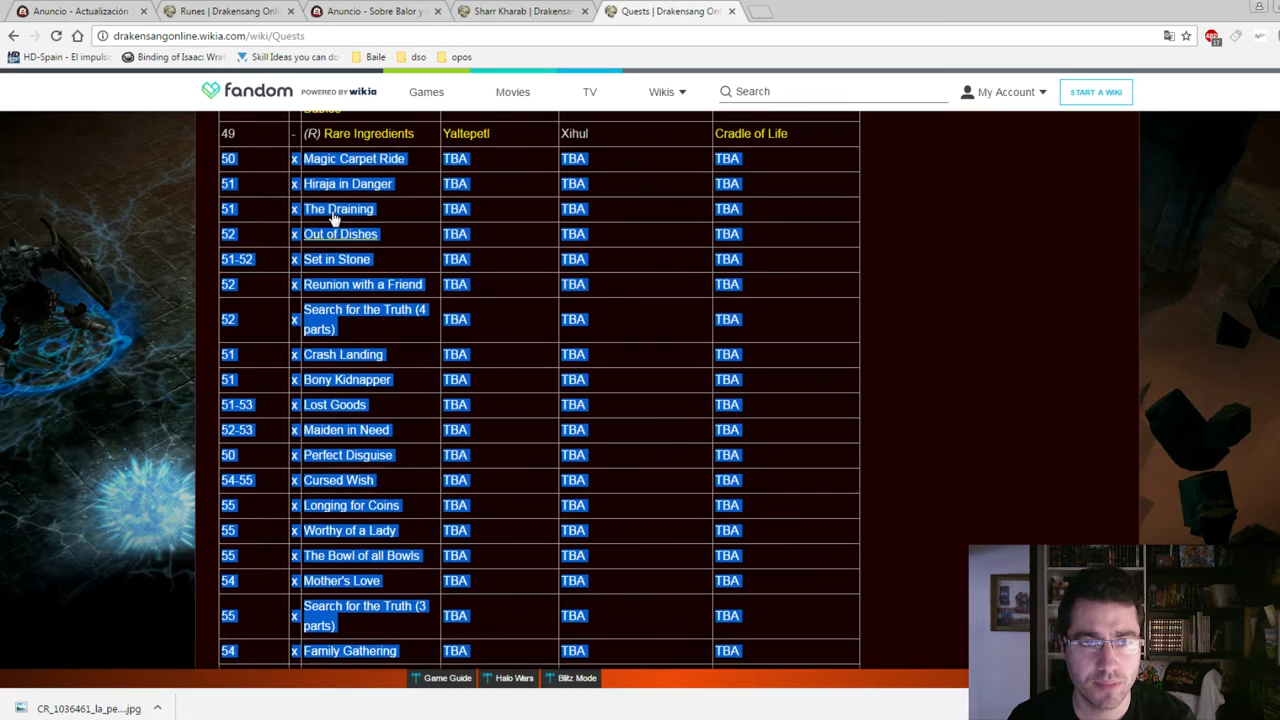 Anuncio - Actualización
Runes | Drakensang Onli
Anuncio - Sobre Balor y
Sharr Kharab | Drakensa
Quests | Drakensang Onl
drakensangonline.wikia.com/wiki/Quests
HD-Spain - El impuls
Binding of Isaac: Wrat
Skill Ideas you can do
Baile
dso
opos
fandom POWERED BY wikia
Games
Movies
TV
Wikis
Search
My Account
START A WIKI
49 - (R) Rare Ingredients Yaltepetl Xihul Cradle of Life
50 x Magic Carpet Ride TBA TBA TBA
51 x Hiraja in Danger TBA TBA TBA
51 x The Draining TBA TBA TBA
52 x Out of Dishes TBA TBA TBA
51-52 x Set in Stone TBA TBA TBA
52 x Reunion with a Friend TBA TBA TBA
52 x Search for the Truth (4
parts) TBA TBA TBA
51 x Crash Landing TBA TBA TBA
51 x Bony Kidnapper TBA TBA TBA
51-53 x Lost Goods TBA TBA TBA
52-53 x Maiden in Need TBA TBA TBA
50 x Perfect Disguise TBA TBA TBA
54-55 x Cursed Wish TBA TBA TBA
55 x Longing for Coins TBA TBA TBA
55 x Worthy of a Lady TBA TBA TBA
55 x The Bowl of all Bowls TBA TBA TBA
54 x Mother's Love TBA TBA TBA
55 x Search for the Truth (3
parts) TBA TBA TBA
54 x Family Gathering TBA TBA TBA
Game Guide
Halo Wars
Blitz Mode
CR_1036461_la_pe....jpg